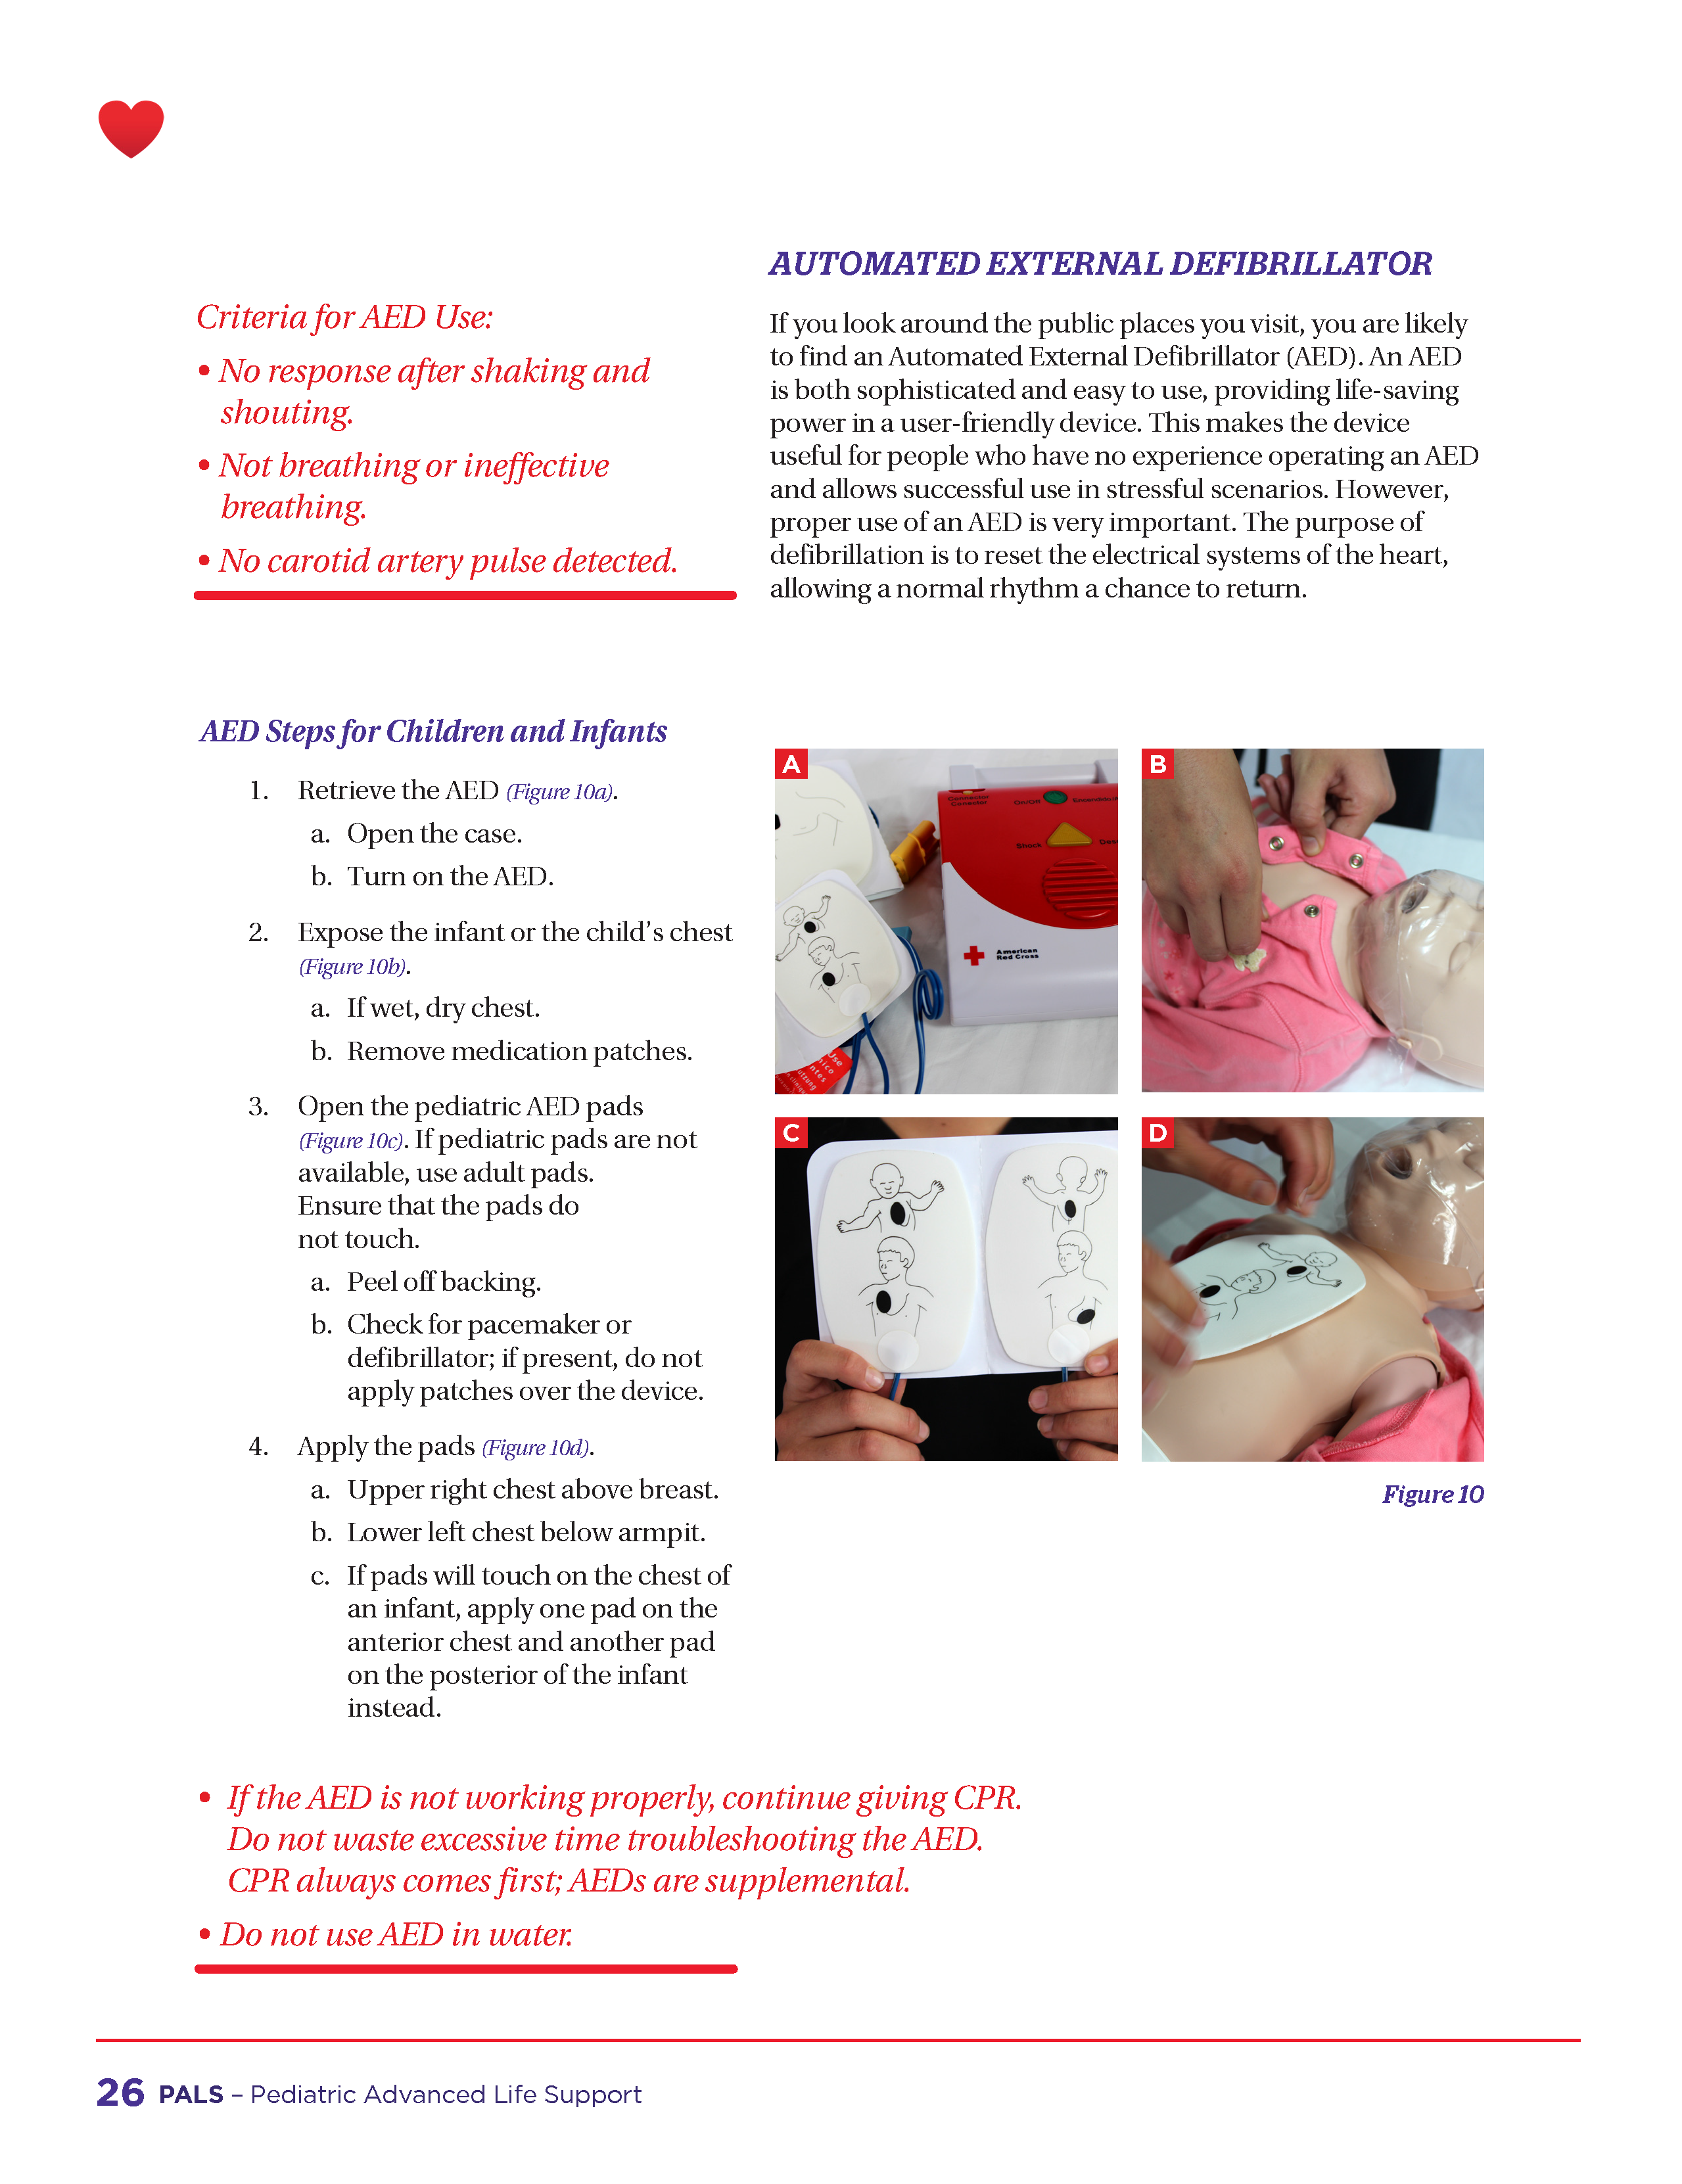 AUTOMATED EXTERNAL DEFIBRILLATOR
Criteria for AED Use:
• No response after shaking and
shouting.
• Not breathing or ineffective
breathing.
• No carotid artery pulse detected.
If you look around the public places you visit, you are likely
to find an Automated External Defibrillator (AED). An AED
is both sophisticated and easy to use, providing life-saving
power in a user-friendly device. This makes the device
useful for people who have no experience operating an AED
and allows successful use in stressful scenarios. However,
proper use of an AED is very important. The purpose of
defibrillation is to reset the electrical systems of the heart,
allowing a normal rhythm a chance to return.
AED Steps for Children and Infants
1. Retrieve the AED (Figure 10a).
a. Open the case.
b. Turn on the AED.
2. Expose the infant or the child's chest
(Figure 10b).
a. If wet, dry chest.
b. Remove medication patches.
3. Open the pediatric AED pads
(Figure 10c). If pediatric pads are not
available, use adult pads.
Ensure that the pads do
not touch.
a. Peel off backing.
b. Check for pacemaker or
defibrillator; if present, do not
apply patches over the device.
4. Apply the pads (Figure 10d).
a. Upper right chest above breast.
b. Lower left chest below armpit.
c. If pads will touch on the chest of
an infant, apply one pad on the
anterior chest and another pad
on the posterior of the infant
instead.
A
Connector
On/Off
Shock
American
Red Cross
Use
B
C
D
Figure 10
• If the AED is not working properly, continue giving CPR.
Do not waste excessive time troubleshooting the AED.
CPR always comes first; AEDs are supplemental.
• Do not use AED in water.
26 PALS – Pediatric Advanced Life Support